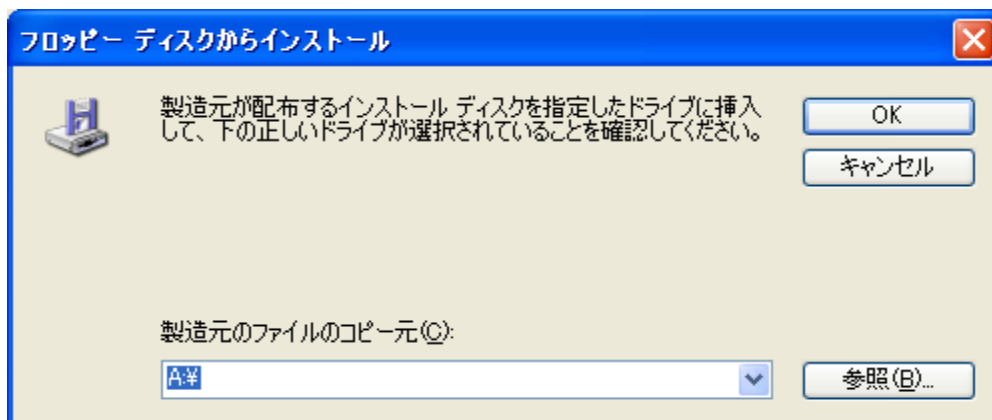 フロッピー ディスクからインストール
製造元が配布するインストール ディスクを指定したドライブに挿入
して、下の正しいドライブが選択されていることを確認してください。
OK
キャンセル
製造元のファイルのコピー元(C):
A:¥
参照(B)...